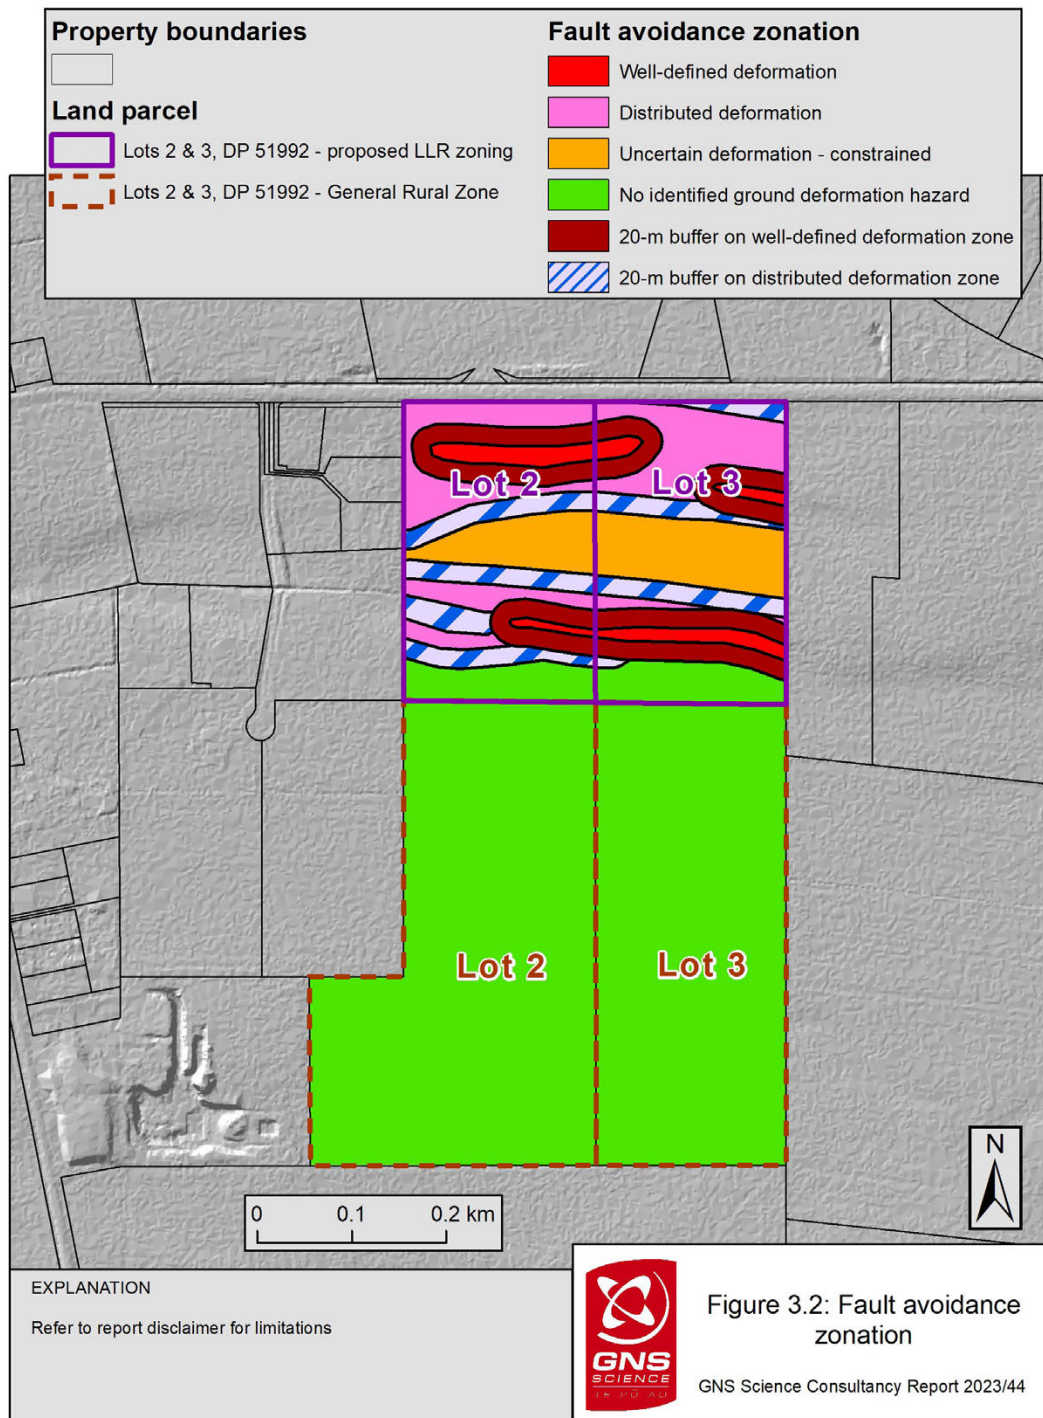 Property boundaries
Land parcel
Lots 2 & 3, DP 51992 - proposed LLR zoning
Lots 2 & 3, DP 51992 - General Rural Zone
Fault avoidance zonation
Well-defined deformation
Distributed deformation
Uncertain deformation - constrained
No identified ground deformation hazard
20-m buffer on well-defined deformation zone
20-m buffer on distributed deformation zone
Lot 2
Lot 3
Lot 2
Lot 3
N
0 0.1 0.2 km
EXPLANATION
Refer to report disclaimer for limitations
GNS
SCIENCE
TE PŪ AO
Figure 3.2: Fault avoidance
zonation
GNS Science Consultancy Report 2023/44